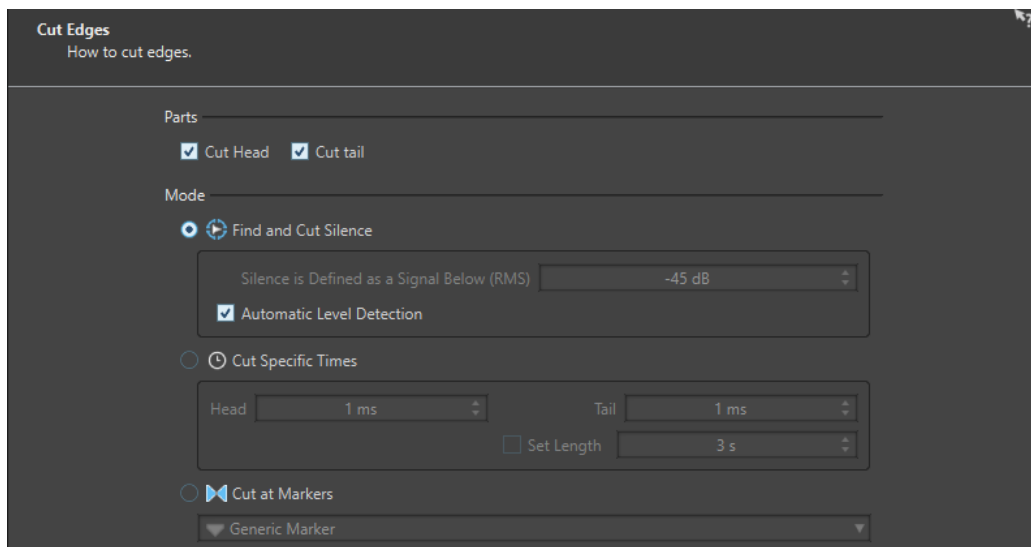 Cut Edges
How to cut edges.
Parts
Cut Head Cut tail
Mode
Find and Cut Silence
Silence is Defined as a Signal Below (RMS) -45 dB
Automatic Level Detection
Cut Specific Times
Head 1 ms Tail 1 ms
Set Length 3 s
Cut at Markers
Generic Marker